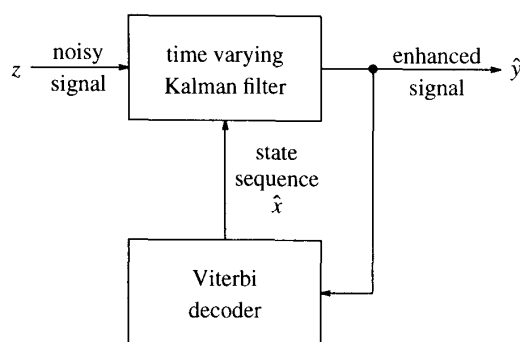 z
noisy
signal
time varying
Kalman filter
enhanced
signal
ŷ
state
sequence
x̂
Viterbi
decoder